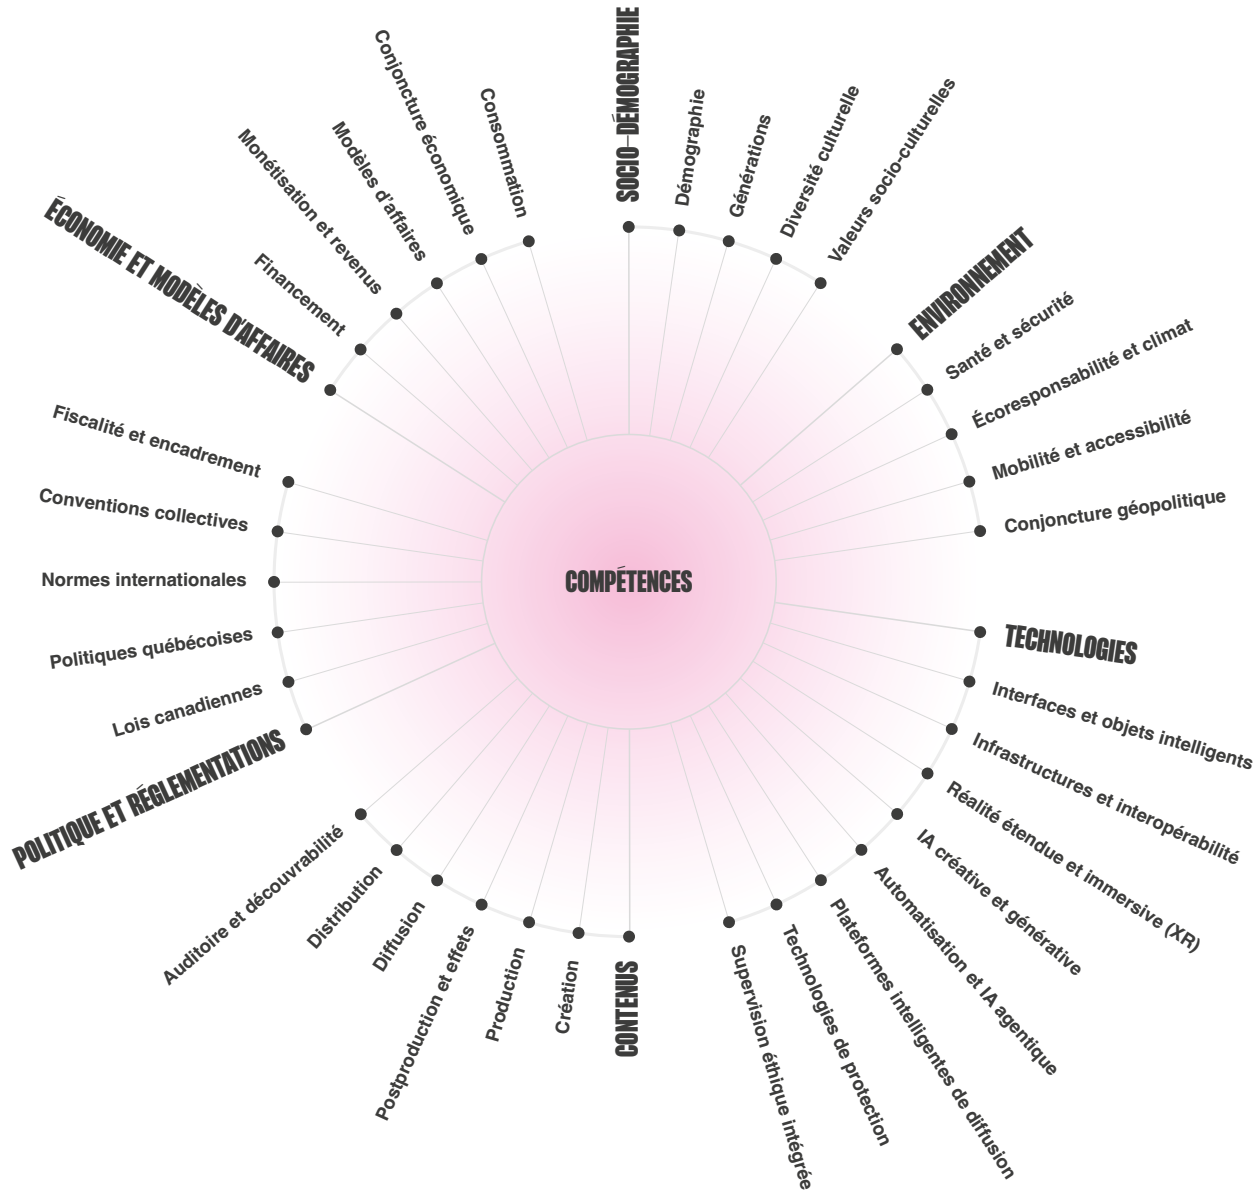 SOCIO-DÉMOGRAPHIE
Démographie
Générations
Diversité culturelle
Valeurs socio-culturelles
ENVIRONNEMENT
Santé et sécurité
Écoresponsabilité et climat
Mobilité et accessibilité
Conjoncture géopolitique
TECHNOLOGIES
Interfaces et objets intelligents
Infrastructures et interopérabilité
Réalité étendue et immersive (XR)
IA créative et générative
Automatisation et IA agentique
Plateformes intelligentes de diffusion
Technologies de protection
Supervision éthique intégrée
CONTENUS
Création
Production
Postproduction et effets
Diffusion
Distribution
Auditoire et découvrabilité
POLITIQUE ET RÉGLEMENTATIONS
Lois canadiennes
Politiques québécoises
Normes internationales
Conventions collectives
Fiscalité et encadrement
ÉCONOMIE ET MODÈLES D'AFFAIRES
Financement
Monétisation et revenus
Modèles d'affaires
Conjoncture économique
Consommation
COMPÉTENCES